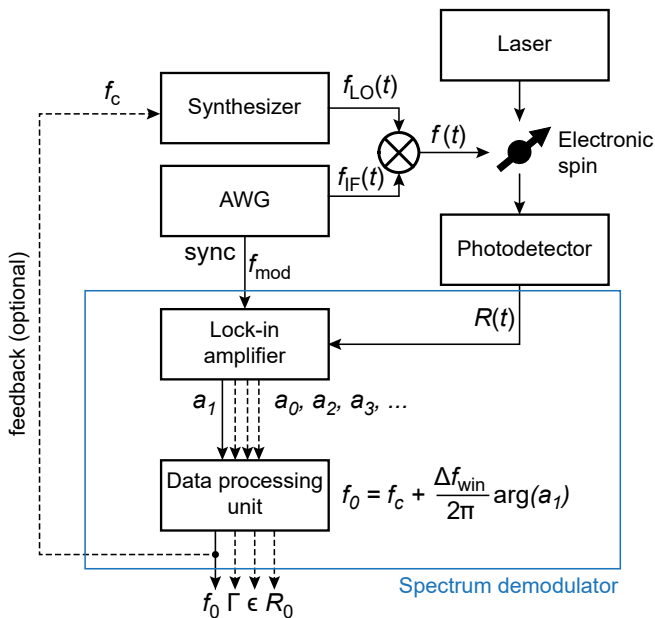 Laser
f_c
Synthesizer
f_LO(t)
f(t)
Electronic
spin
AWG
f_IF(t)
sync
f_mod
Photodetector
feedback (optional)
R(t)
Lock-in
amplifier
a_1
a_0, a_2, a_3, ...
Data processing
unit
f_0 = f_c + Δf_win/2π arg(a_1)
Spectrum demodulator
f_0 Γ ϵ R_0